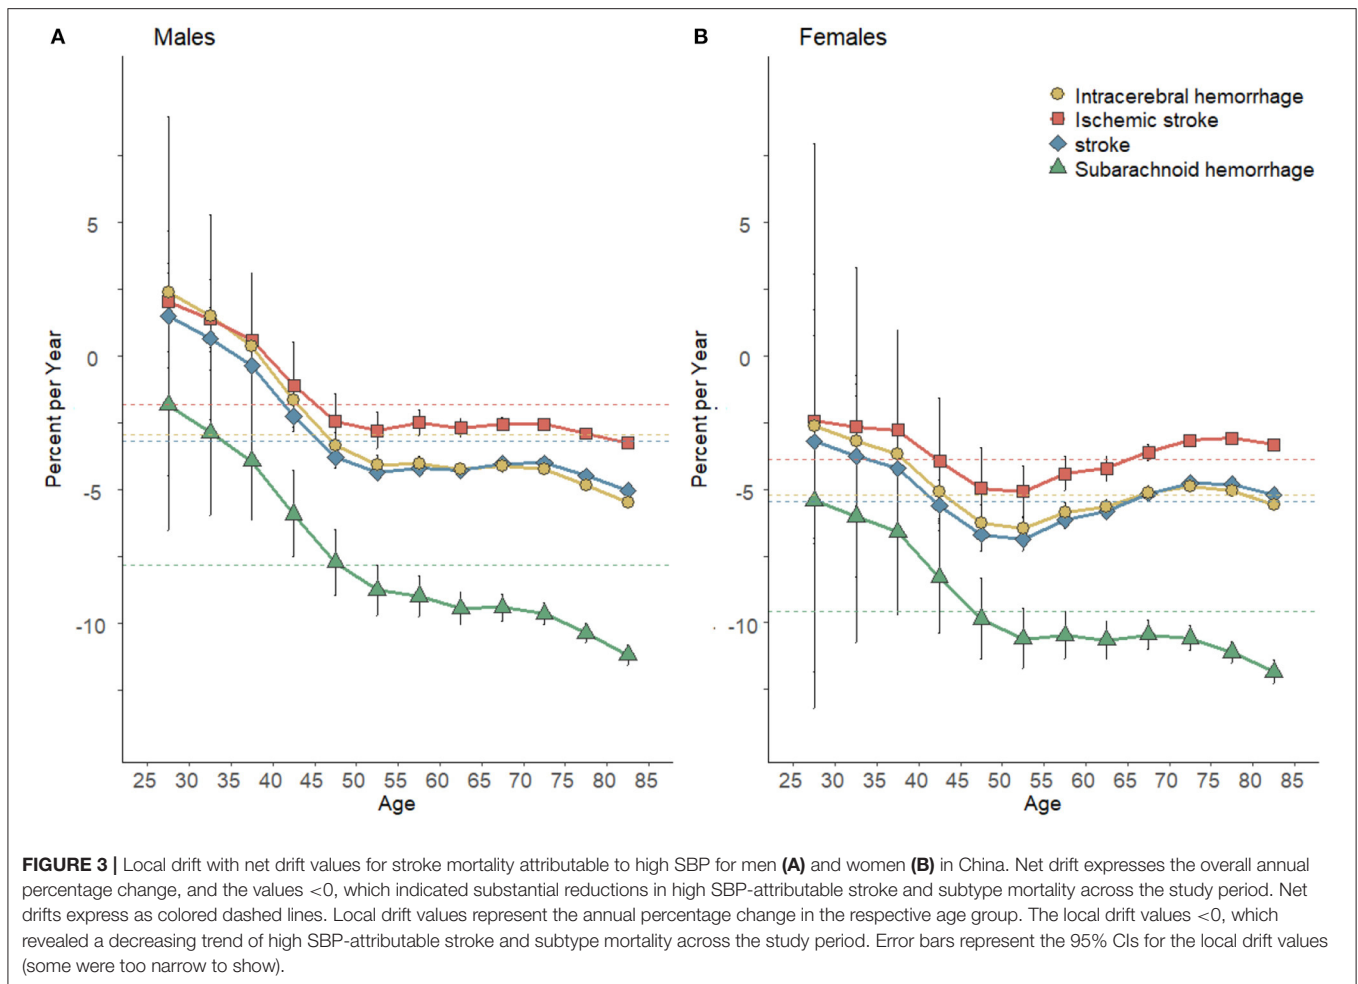 A Males
5
0
-5
-10
Percent per Year
25 30 35 40 45 50 55 60 65 70 75 80 85
Age
B Females
Intracerebral hemorrhage
Ischemic stroke
stroke
Subarachnoid hemorrhage
5
0
-5
-10
Percent per Year
25 30 35 40 45 50 55 60 65 70 75 80 85
Age
FIGURE 3 | Local drift with net drift values for stroke mortality attributable to high SBP for men (A) and women (B) in China. Net drift expresses the overall annual
percentage change, and the values <0, which indicated substantial reductions in high SBP-attributable stroke and subtype mortality across the study period. Net
drifts express as colored dashed lines. Local drift values represent the annual percentage change in the respective age group. The local drift values <0, which
revealed a decreasing trend of high SBP-attributable stroke and subtype mortality across the study period. Error bars represent the 95% CIs for the local drift values
(some were too narrow to show).